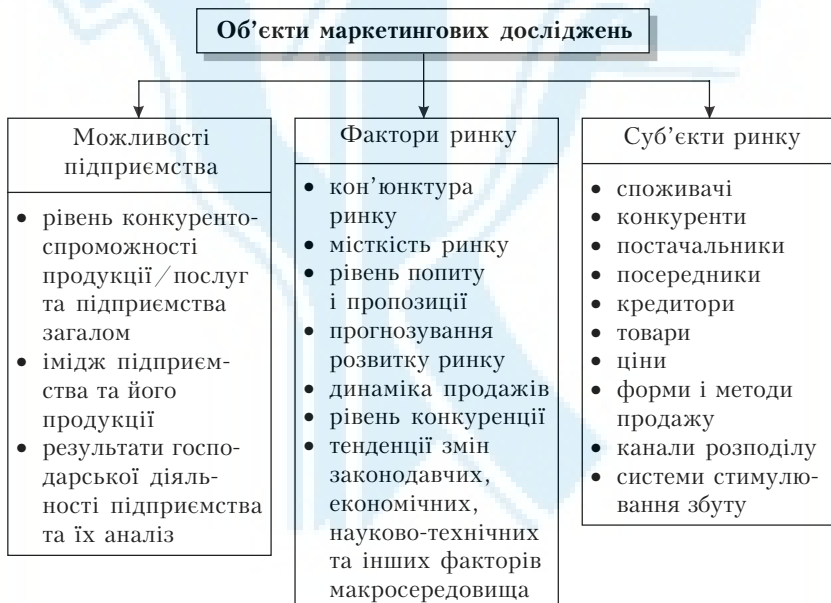 Об’єкти маркетингових досліджень
Можливості
підприємства
• рівень конкуренто-
спроможності
продукції/послуг
та підприємства
загалом
• імідж підприєм-
ства та його
продукції
• результати госпо-
дарської діяль-
ності підприємства
та їх аналіз
Фактори ринку
• кон’юнктура
ринку
• місткість ринку
• рівень попиту
і пропозиції
• прогнозування
розвитку ринку
• динаміка продажів
• рівень конкуренції
• тенденції змін
законодавчих,
економічних,
науково-технічних
та інших факторів
макросередовища
Суб’єкти ринку
• споживачі
• конкуренти
• постачальники
• посередники
• кредитори
• товари
• ціни
• форми і методи
продажу
• канали розподілу
• системи стимулю-
вання збуту